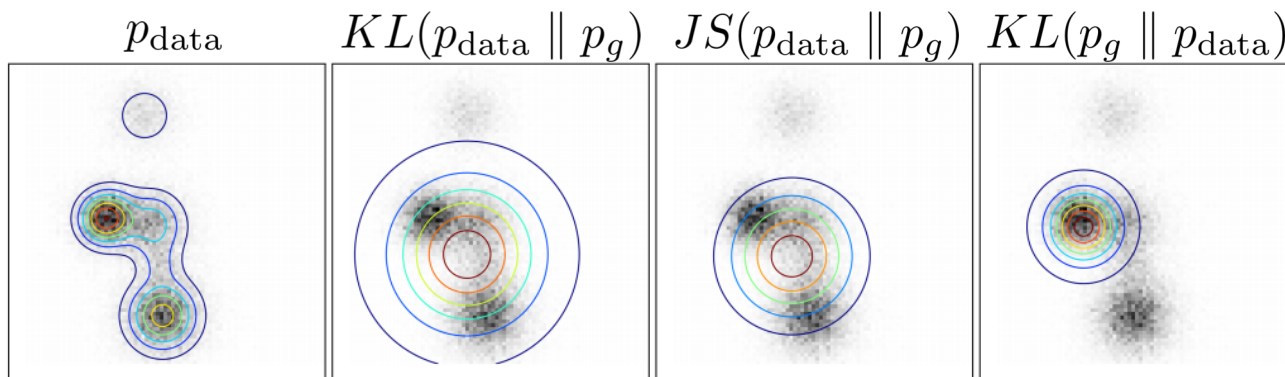 p_data KL(p_data ∥ p_g) JS(p_data ∥ p_g) KL(p_g ∥ p_data)